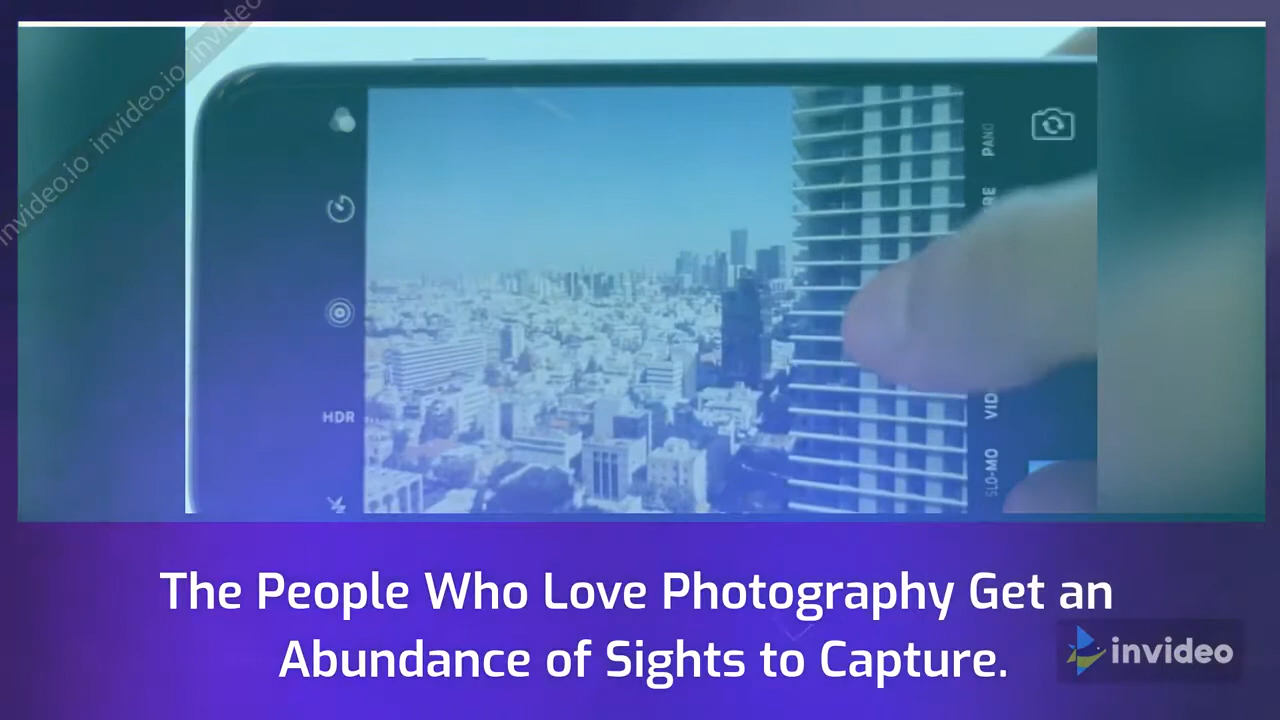 invideo.io invideo.io invideo
PANO
HDR
VID
SLO-MO
The People Who Love Photography Get an
Abundance of Sights to Capture.
invideo